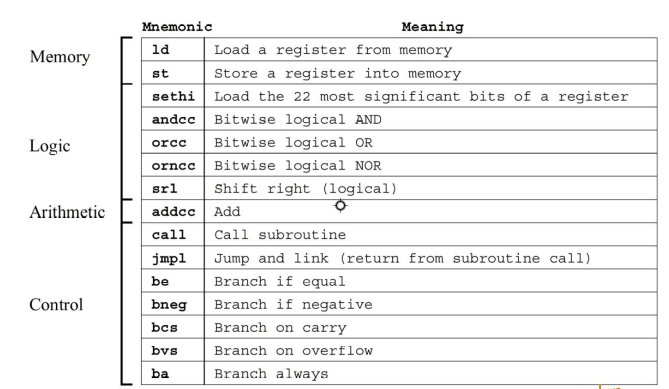 Mnemonic Meaning
Memory
ld Load a register from memory
st Store a register into memory
Logic
sethi Load the 22 most significant bits of a register
andcc Bitwise logical AND
orcc Bitwise logical OR
orncc Bitwise logical NOR
srl Shift right (logical)
Arithmetic
addcc Add
Control
call Call subroutine
jmpl Jump and link (return from subroutine call)
be Branch if equal
bneg Branch if negative
bcs Branch on carry
bvs Branch on overflow
ba Branch always